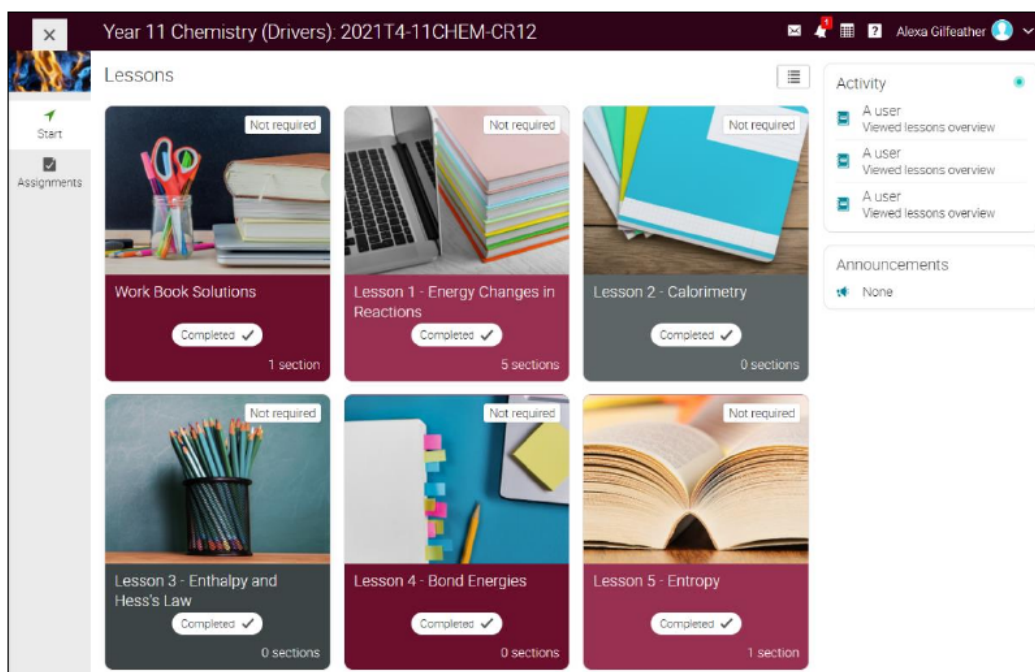 Year 11 Chemistry (Drivers): 2021T4-11CHEM-CR12
1
?
Alexa Gilfeather
Start
Assignments
Lessons
Not required
Work Book Solutions
Completed
1 section
Not required
Lesson 1 - Energy Changes in
Reactions
Completed
5 sections
Not required
Lesson 2 - Calorimetry
Completed
0 sections
Not required
Lesson 3 - Enthalpy and
Hess's Law
Completed
0 sections
Not required
Lesson 4 - Bond Energies
Completed
0 sections
Not required
Lesson 5 - Entropy
Completed
1 section
Activity
A user
Viewed lessons overview
A user
Viewed lessons overview
A user
Viewed lessons overview
Announcements
None